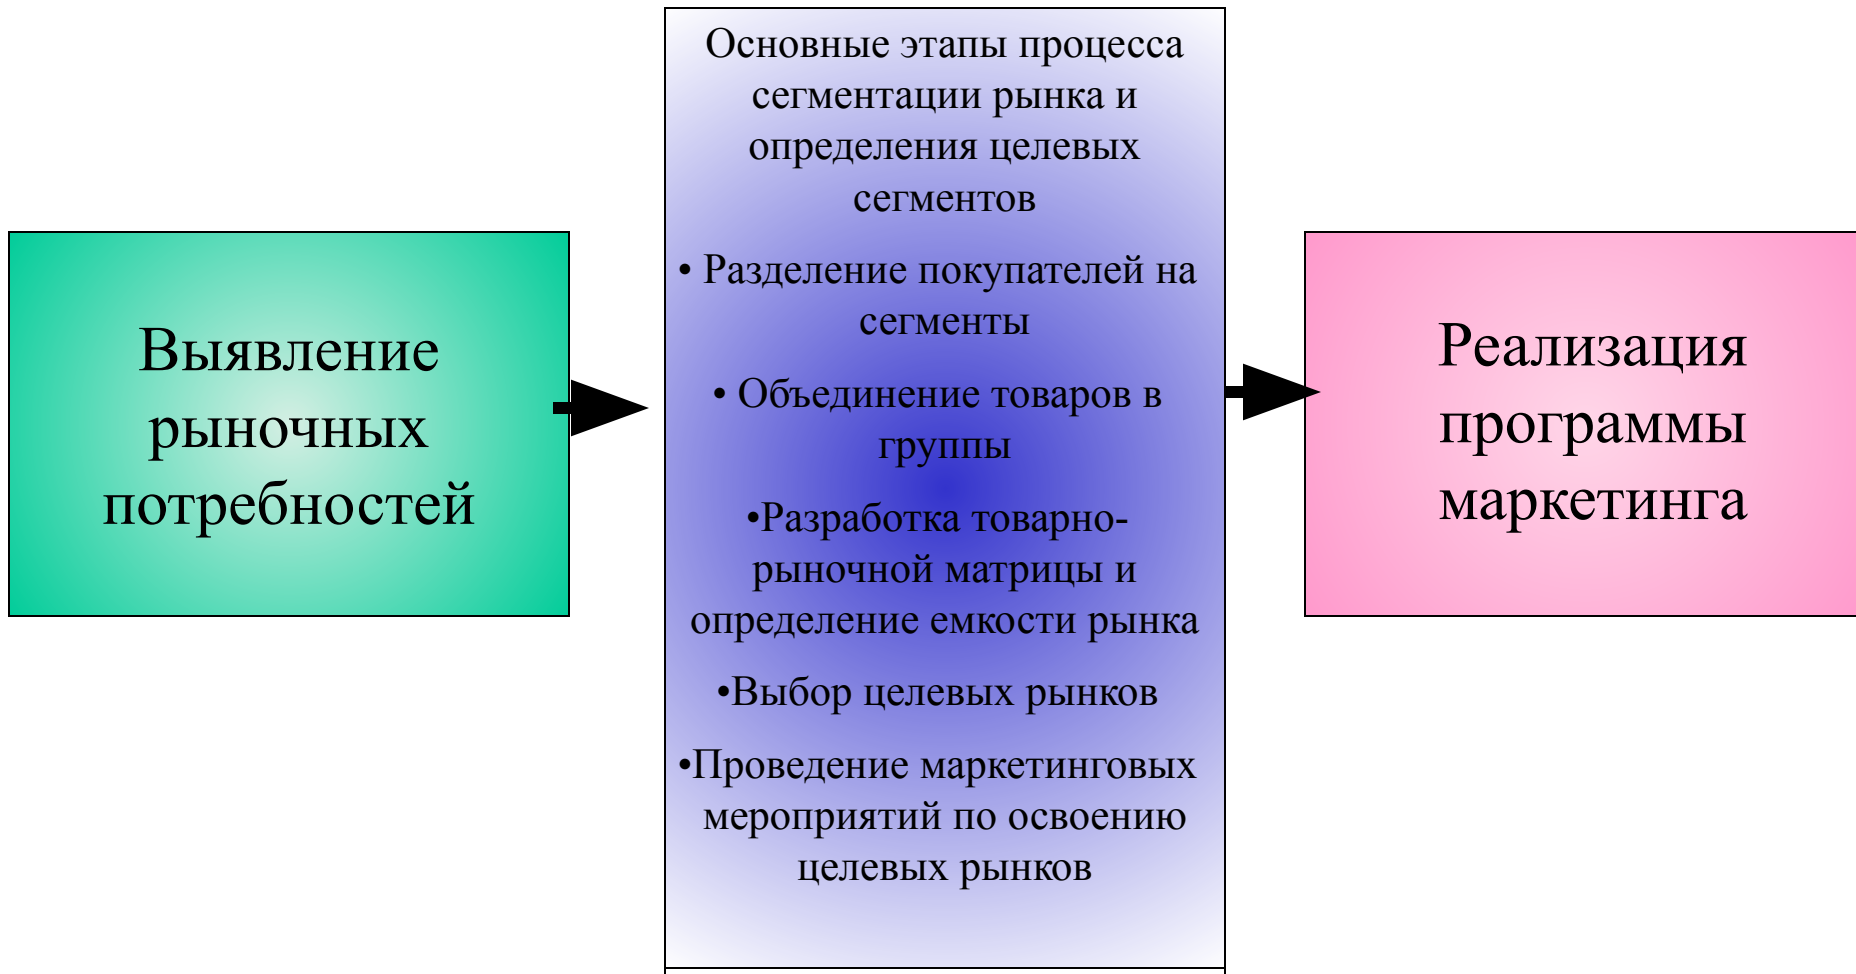 Выявление
рыночных
потребностей
Основные этапы процесса
сегментации рынка и
определения целевых
сегментов
• Разделение покупателей на
сегменты
• Объединение товаров в
группы
•Разработка товарно-
рыночной матрицы и
определение емкости рынка
•Выбор целевых рынков
•Проведение маркетинговых
мероприятий по освоению
целевых рынков
Реализация
программы
маркетинга